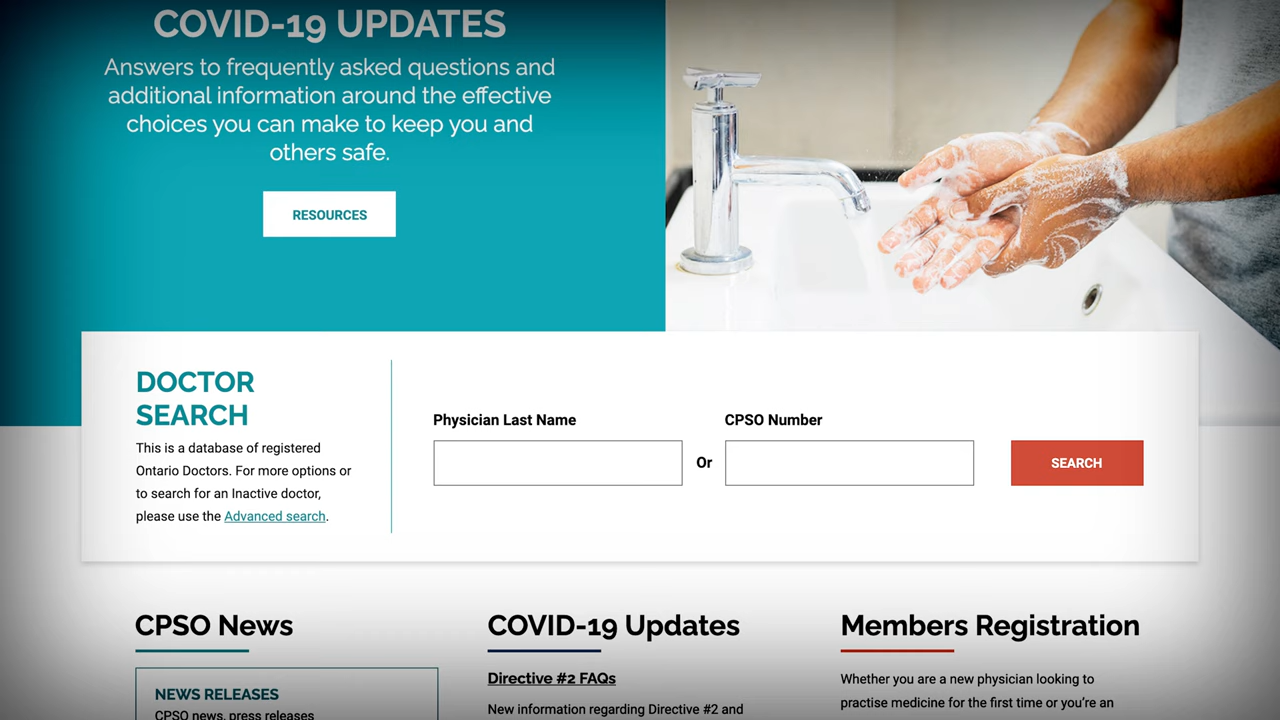 COVID-19 UPDATES
Answers to frequently asked questions and
additional information around the effective
choices you can make to keep you and
others safe.
RESOURCES
DOCTOR
SEARCH
This is a database of registered
Ontario Doctors. For more options or
to search for an Inactive doctor,
please use the Advanced search.
Physician Last Name
Or
CPSO Number
SEARCH
CPSO News
NEWS RELEASES
CPSO news, press releases
COVID-19 Updates
Directive #2 FAQs
New information regarding Directive #2 and
Members Registration
Whether you are a new physician looking to
practise medicine for the first time or you're an